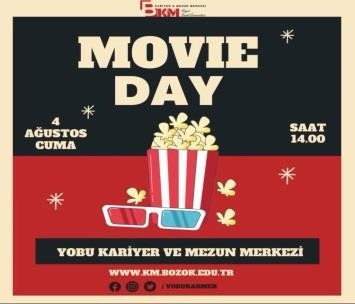 KARİYER & MEZUN MERKEZİ
BKM
MOVIE
DAY
4
AĞUSTOS
CUMA
SAAT
14.00
YOBU KARİYER VE MEZUN MERKEZİ
WWW.KM.BOZOK.EDU.TR
/YOBUKARMER